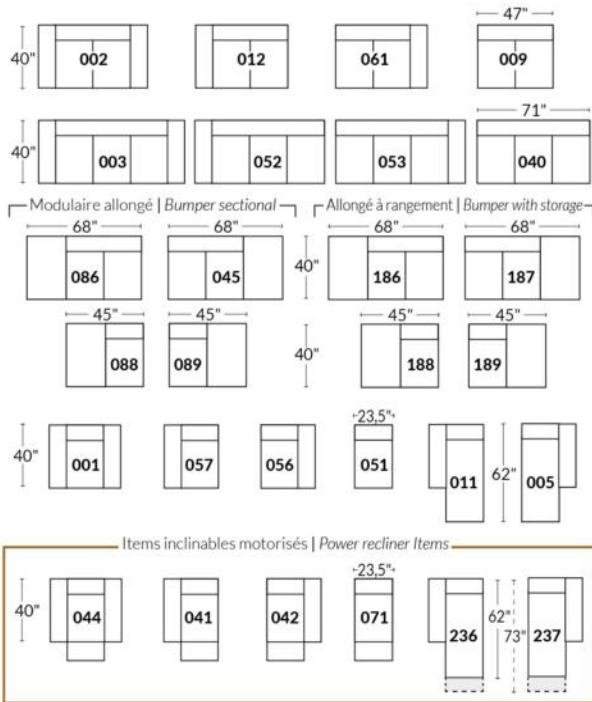 47"
40" 002 012 061 009
71"
40" 003 052 053 040
Modulaire allongé | Bumper sectional
Allongé à rangement | Bumper with storage
68" 68" 68" 68"
086 045 40" 186 187
45" 45" 45" 45"
088 089 40" 188 189
23,5"
40" 001 057 056 051 011 62" 005
Items inclinables motorisés | Power recliner Items
23,5"
40" 044 041 042 071 236 62" 73" 237